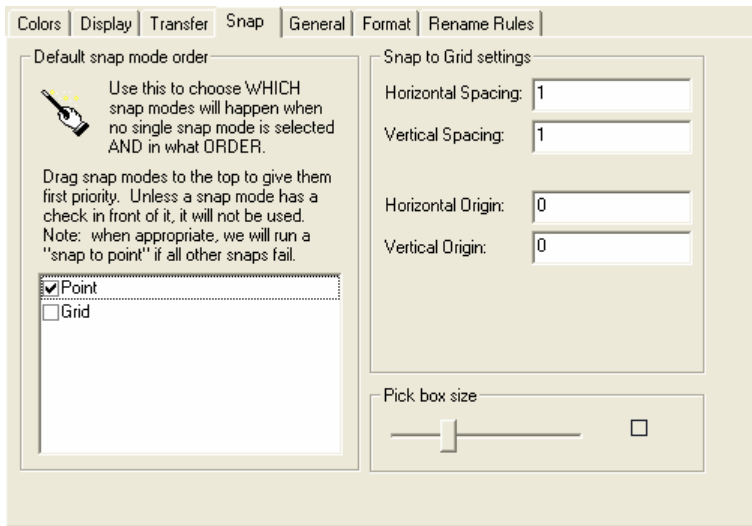 Colors Display Transfer Snap General Format Rename Rules
Default snap mode order
Use this to choose WHICH
snap modes will happen when
no single snap mode is selected
AND in what ORDER.
Drag snap modes to the top to give them
first priority.  Unless a snap mode has a
check in front of it, it will not be used.
Note:  when appropriate, we will run a
"snap to point" if all other snaps fail.
Point
Grid
Snap to Grid settings
Horizontal Spacing: 1
Vertical Spacing: 1
Horizontal Origin: 0
Vertical Origin: 0
Pick box size